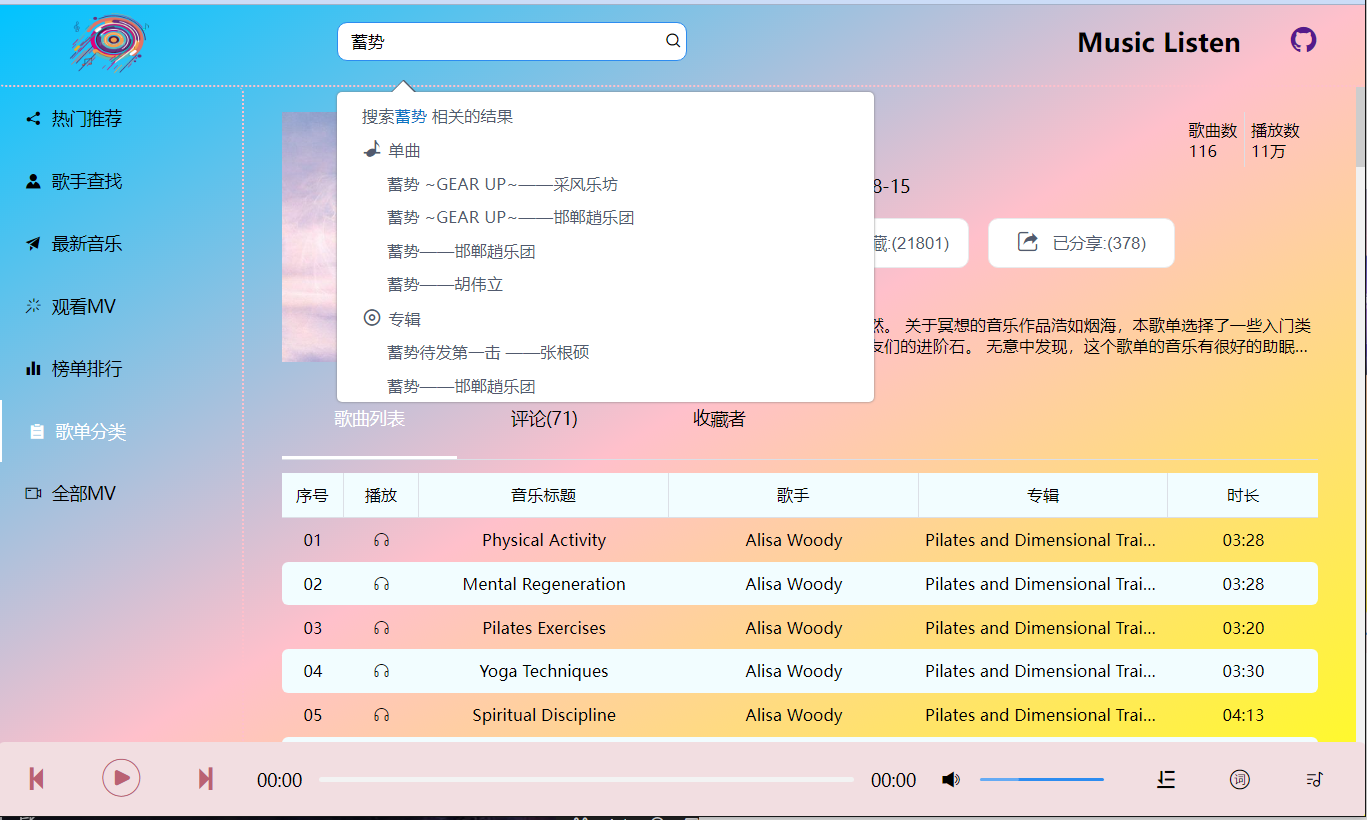 蓄势
Music Listen
热门推荐
歌手查找
最新音乐
观看MV
榜单排行
歌单分类
全部MV
搜索蓄势 相关的结果
单曲
蓄势 ~GEAR UP~——采风乐坊
蓄势 ~GEAR UP~——邯郸趙乐团
蓄势——邯郸趙乐团
蓄势——胡伟立
专辑
蓄势待发第一击 ——张根硕
蓄势——邯郸趙乐团
歌曲数 播放数
116 11万
8-15
藏:(21801) 已分享:(378)
然。 关于冥想的音乐作品浩如烟海，本歌单选择了一些入门类
友们的进阶石。 无意中发现，这个歌单的音乐有很好的助眠...
歌曲列表 评论(71) 收藏者
序号 播放 音乐标题 歌手 专辑 时长
01 Physical Activity Alisa Woody Pilates and Dimensional Trai... 03:28
02 Mental Regeneration Alisa Woody Pilates and Dimensional Trai... 03:28
03 Pilates Exercises Alisa Woody Pilates and Dimensional Trai... 03:20
04 Yoga Techniques Alisa Woody Pilates and Dimensional Trai... 03:30
05 Spiritual Discipline Alisa Woody Pilates and Dimensional Trai... 04:13
00:00 00:00 词